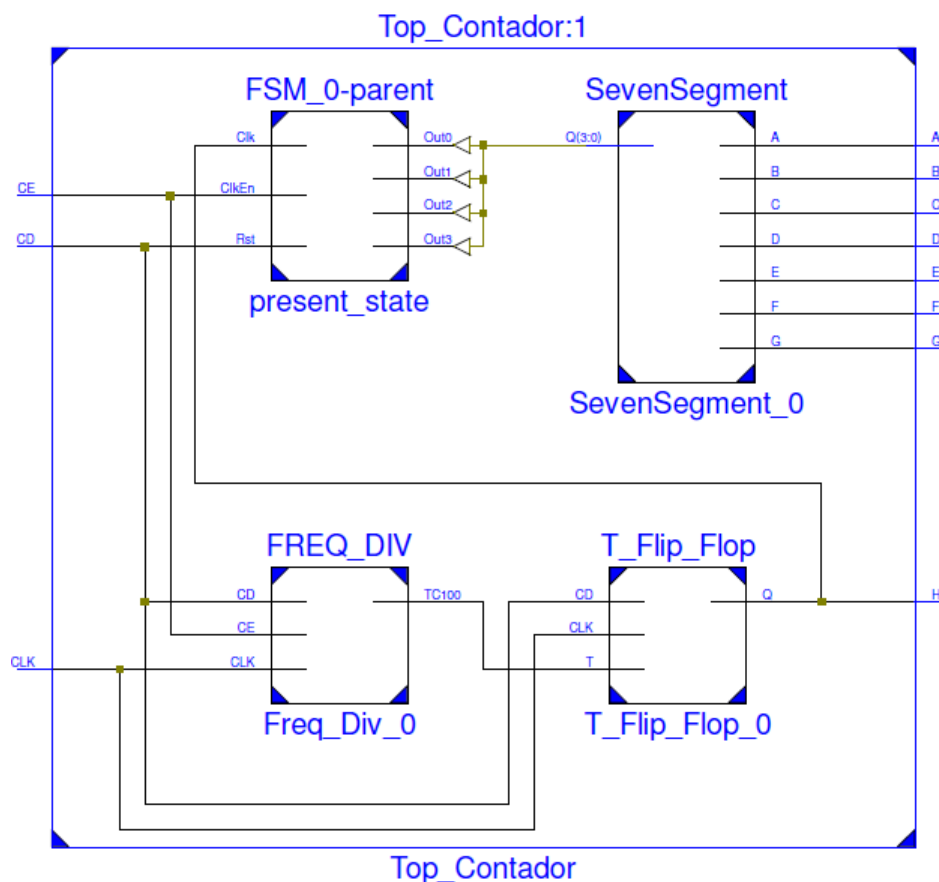 Top_Contador:1
FSM_0-parent
SevenSegment
Clk
Out0
Q(3:0)
A
A
Out1
B
B
CE
ClkEn
Out2
C
C
CD
Rst
Out3
D
D
E
E
present_state
F
F
G
G
SevenSegment_0
FREQ_DIV
T_Flip_Flop
CD
TC100
CD
Q
H
CE
CLK
CLK
CLK
T
Freq_Div_0
T_Flip_Flop_0
Top_Contador